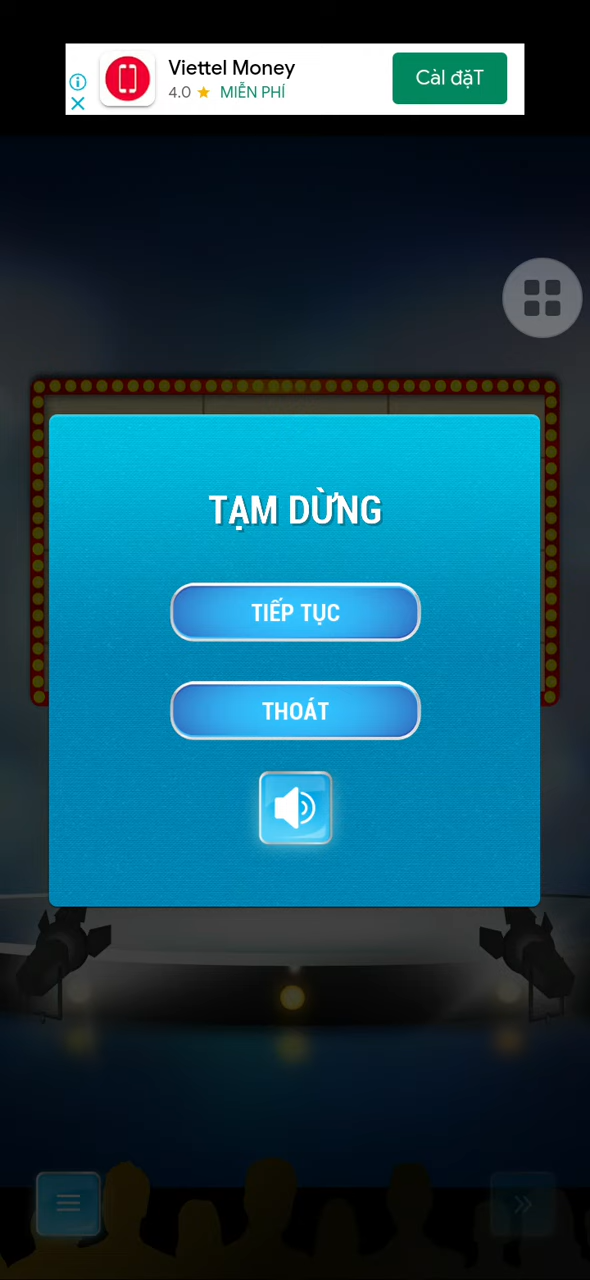 Viettel Money
4.0 ★ MIỄN PHÍ
Cài đặT
TẠM DỪNG
TIẾP TỤC
THOÁT